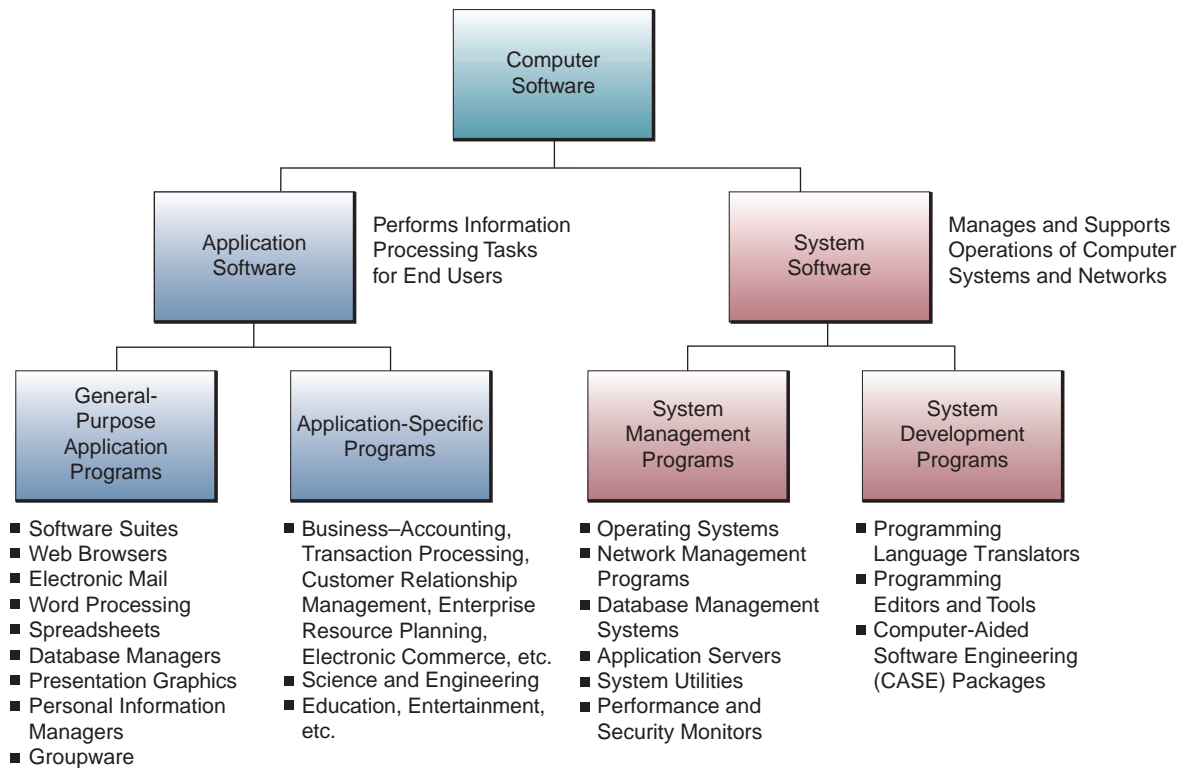 Computer
Software
Application
Software
Performs Information
Processing Tasks
for End Users
System
Software
Manages and Supports
Operations of Computer
Systems and Networks
General-
Purpose
Application
Programs
Application-Specific
Programs
System
Management
Programs
System
Development
Programs
■ Software Suites
■ Web Browsers
■ Electronic Mail
■ Word Processing
■ Spreadsheets
■ Database Managers
■ Presentation Graphics
■ Personal Information
Managers
■ Groupware
■ Business–Accounting,
Transaction Processing,
Customer Relationship
Management, Enterprise
Resource Planning,
Electronic Commerce, etc.
■ Science and Engineering
■ Education, Entertainment,
etc.
■ Operating Systems
■ Network Management
Programs
■ Database Management
Systems
■ Application Servers
■ System Utilities
■ Performance and
Security Monitors
■ Programming
Language Translators
■ Programming
Editors and Tools
■ Computer-Aided
Software Engineering
(CASE) Packages